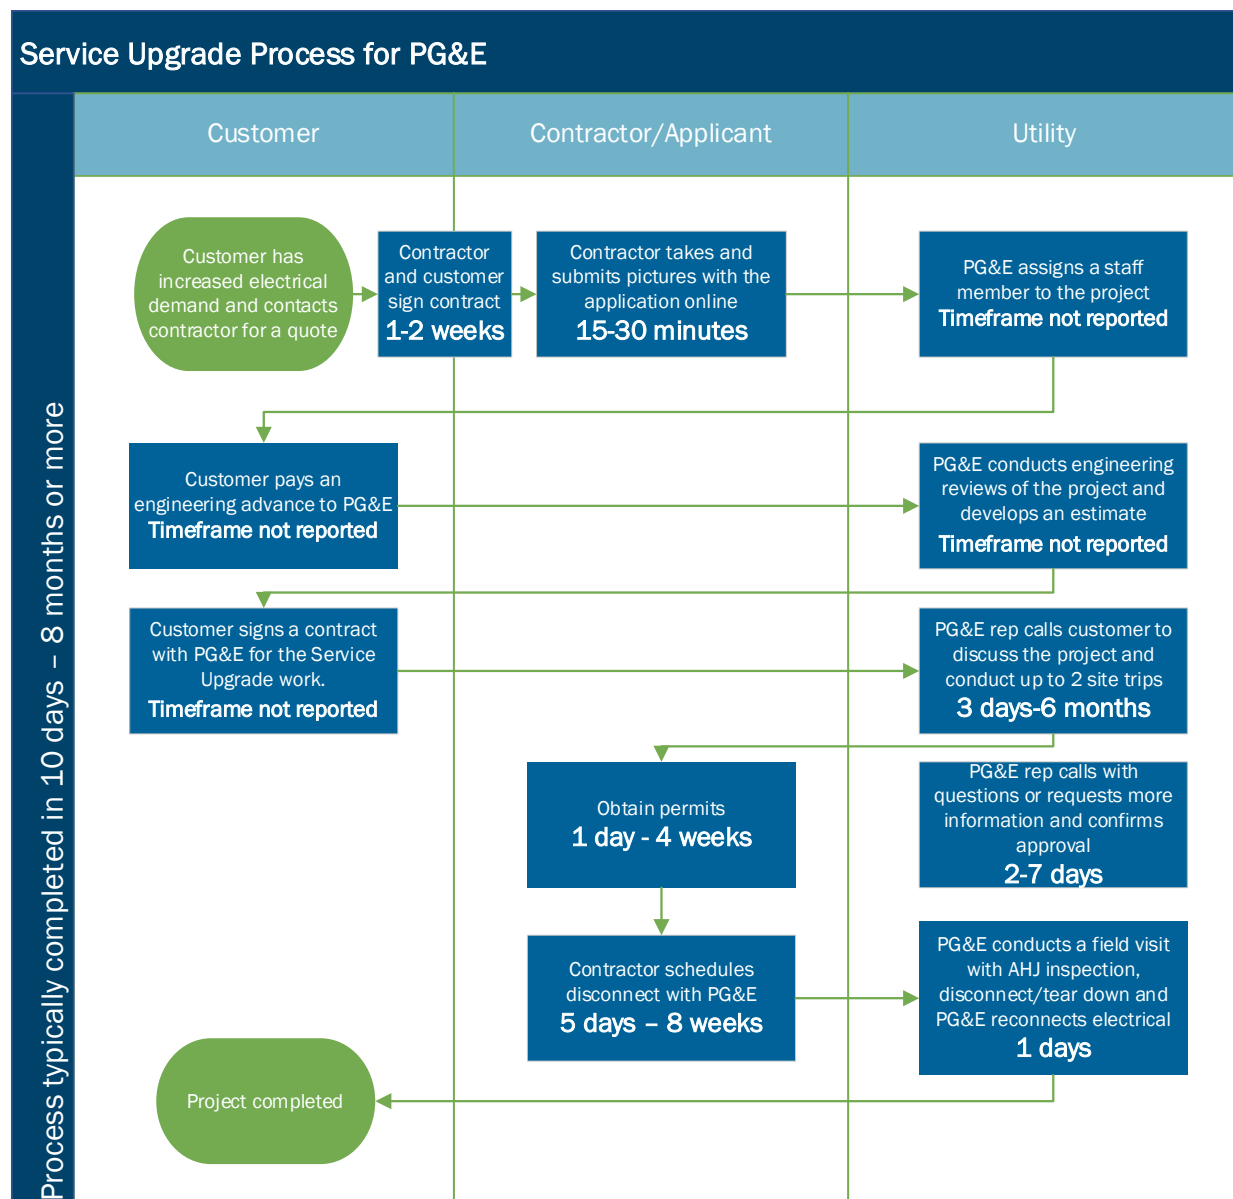 Service Upgrade Process for PG&E
Customer
Contractor/Applicant
Utility
Process typically completed in 10 days – 8 months or more
Customer has
increased electrical
demand and contacts
contractor for a quote
Contractor
and customer
sign contract
1-2 weeks
Contractor takes and
submits pictures with the
application online
15-30 minutes
PG&E assigns a staff
member to the project
Timeframe not reported
Customer pays an
engineering advance to PG&E
Timeframe not reported
PG&E conducts engineering
reviews of the project and
develops an estimate
Timeframe not reported
Customer signs a contract
with PG&E for the Service
Upgrade work.
Timeframe not reported
PG&E rep calls customer to
discuss the project and
conduct up to 2 site trips
3 days-6 months
Obtain permits
1 day - 4 weeks
PG&E rep calls with
questions or requests more
information and confirms
approval
2-7 days
Contractor schedules
disconnect with PG&E
5 days – 8 weeks
PG&E conducts a field visit
with AHJ inspection,
disconnect/tear down and
PG&E reconnects electrical
1 days
Project completed